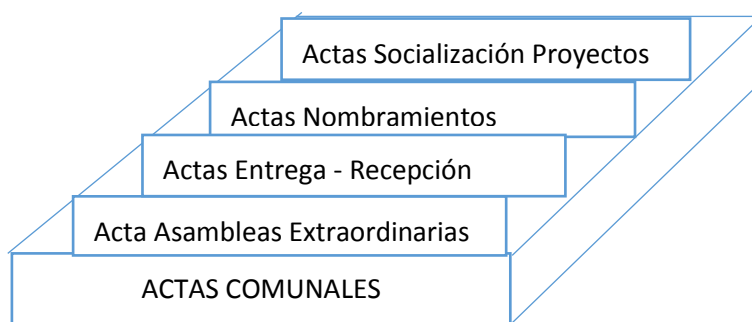 Actas Socialización Proyectos
Actas Nombramientos
Actas Entrega - Recepción
Acta Asambleas Extraordinarias
ACTAS COMUNALES